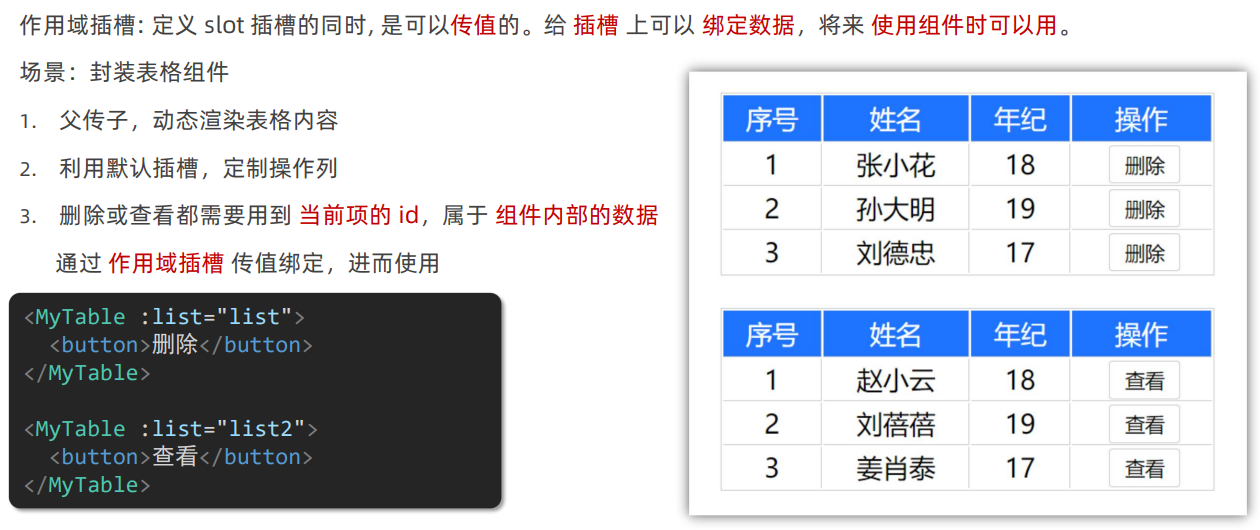 作用域插槽: 定义 slot 插槽的同时, 是可以传值的。给 插槽 上可以 绑定数据，将来 使用组件时可以用。
场景：封装表格组件
1. 父传子，动态渲染表格内容
2. 利用默认插槽，定制操作列
3. 删除或查看都需要用到 当前项的 id，属于 组件内部的数据
通过 作用域插槽 传值绑定，进而使用
<MyTable :list="list">
  <button>删除</button>
</MyTable>
<MyTable :list="list2">
  <button>查看</button>
</MyTable>
序号 姓名 年纪 操作
1 张小花 18 删除
2 孙大明 19 删除
3 刘德忠 17 删除
序号 姓名 年纪 操作
1 赵小云 18 查看
2 刘蓓蓓 19 查看
3 姜肖泰 17 查看